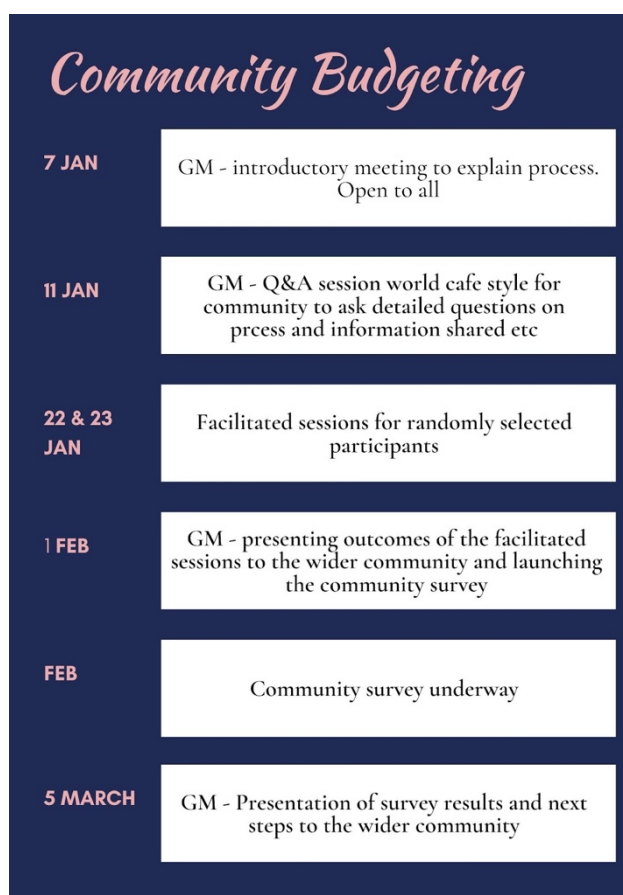 Community Budgeting
7 JAN
GM - introductory meeting to explain process.
Open to all
11 JAN
GM - Q&A session world cafe style for
community to ask detailed questions on
prcess and information shared etc
22 & 23
JAN
Facilitated sessions for randomly selected
participants
1 FEB
GM - presenting outcomes of the facilitated
sessions to the wider community and launching
the community survey
FEB
Community survey underway
5 MARCH
GM - Presentation of survey results and next
steps to the wider community